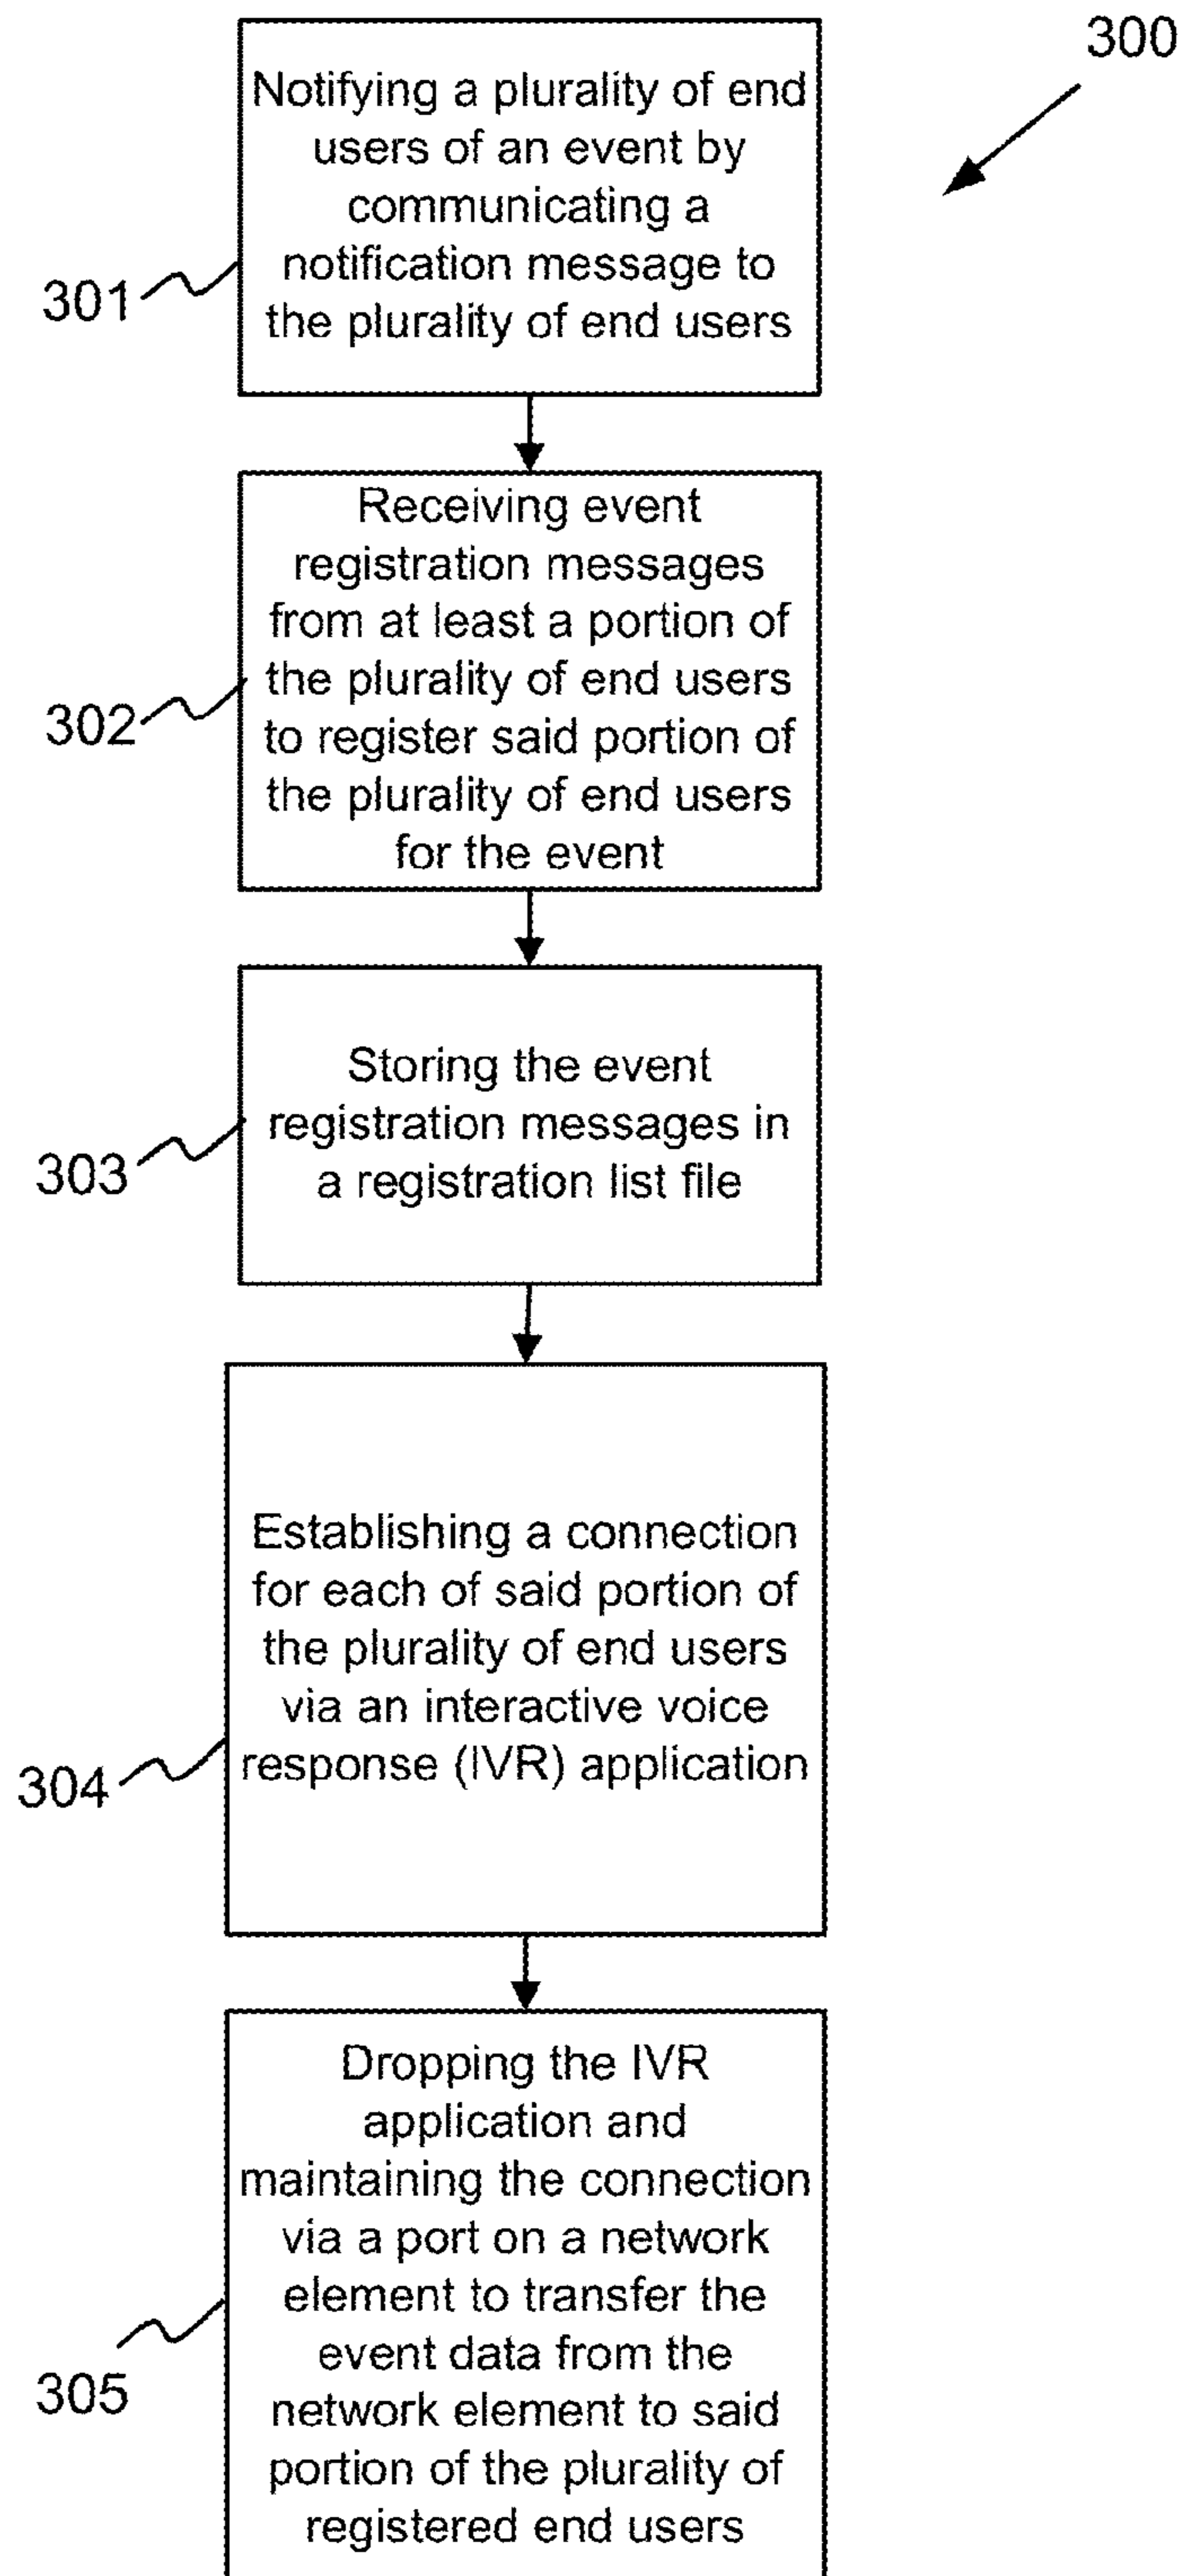 300
Notifying a plurality of end
users of an event by
communicating a
notification message to
the plurality of end users
301
Receiving event
registration messages
from at least a portion of
the plurality of end users
to register said portion of
the plurality of end users
for the event
302
Storing the event
registration messages in
a registration list file
303
Establishing a connection
for each of said portion of
the plurality of end users
via an interactive voice
response (IVR) application
304
Dropping the IVR
application and
maintaining the connection
via a port on a network
element to transfer the
event data from the
network element to said
portion of the plurality of
registered end users
305